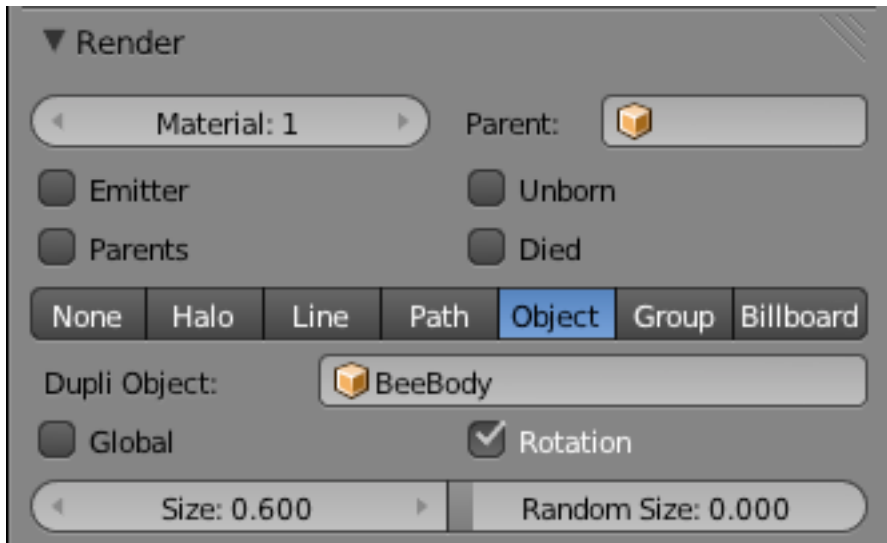 Render
Material: 1 Parent:
Emitter Unborn
Parents Died
None Halo Line Path Object Group Billboard
Dupli Object: BeeBody
Global Rotation
Size: 0.600 Random Size: 0.000